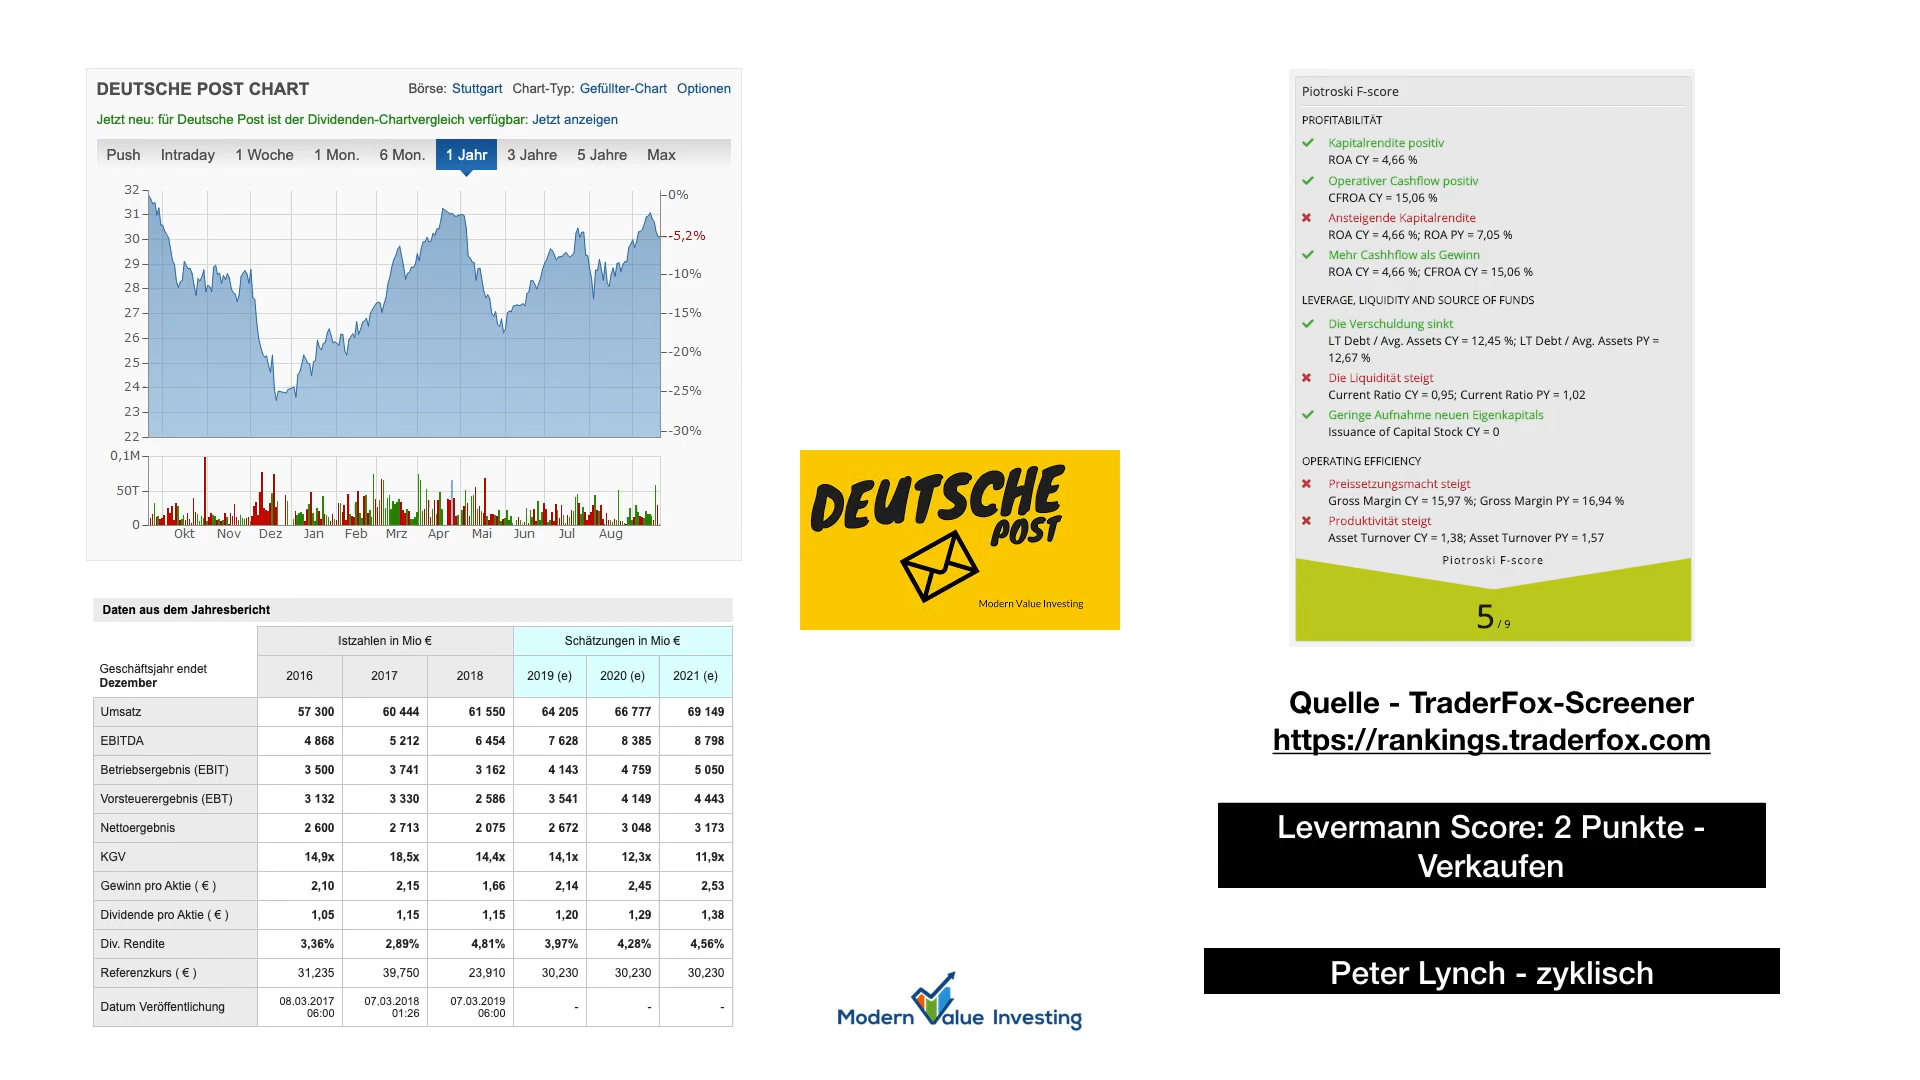 DEUTSCHE POST CHART
Börse: Stuttgart Chart-Typ: Gefüllter-Chart Optionen
Jetzt neu: für Deutsche Post ist der Dividenden-Chartvergleich verfügbar: Jetzt anzeigen
Push Intraday 1 Woche 1 Mon. 6 Mon. 1 Jahr 3 Jahre 5 Jahre Max
32
31
30
29
28
27
26
25
24
23
22
0%
-5,2%
-10%
-15%
-20%
-25%
-30%
0,1M
50T
0
Okt Nov Dez Jan Feb Mrz Apr Mai Jun Jul Aug
Daten aus dem Jahresbericht
Istzahlen in Mio € Schätzungen in Mio €
Geschäftsjahr endet
Dezember
2016 2017 2018 2019 (e) 2020 (e) 2021 (e)
Umsatz 57 300 60 444 61 550 64 205 66 777 69 149
EBITDA 4 868 5 212 6 454 7 628 8 385 8 798
Betriebsergebnis (EBIT) 3 500 3 741 3 162 4 143 4 759 5 050
Vorsteuerergebnis (EBT) 3 132 3 330 2 586 3 541 4 149 4 443
Nettoergebnis 2 600 2 713 2 075 2 672 3 048 3 173
KGV 14,9x 18,5x 14,4x 14,1x 12,3x 11,9x
Gewinn pro Aktie ( € ) 2,10 2,15 1,66 2,14 2,45 2,53
Dividende pro Aktie ( € ) 1,05 1,15 1,15 1,20 1,29 1,38
Div. Rendite 3,36% 2,89% 4,81% 3,97% 4,28% 4,56%
Referenzkurs ( € ) 31,235 39,750 23,910 30,230 30,230 30,230
Datum Veröffentlichung 08.03.2017 07.03.2018 07.03.2019 - - -
06:00 01:26 06:00
DEUTSCHE
POST
Modern Value Investing
Modern Value Investing
Piotroski F-score
PROFITABILITÄT
Kapitalrendite positiv
ROA CY = 4,66 %
Operativer Cashflow positiv
CFROA CY = 15,06 %
Ansteigende Kapitalrendite
ROA CY = 4,66 %; ROA PY = 7,05 %
Mehr Cashhflow als Gewinn
ROA CY = 4,66 %; CFROA CY = 15,06 %
LEVERAGE, LIQUIDITY AND SOURCE OF FUNDS
Die Verschuldung sinkt
LT Debt / Avg. Assets CY = 12,45 %; LT Debt / Avg. Assets PY =
12,67 %
Die Liquidität steigt
Current Ratio CY = 0,95; Current Ratio PY = 1,02
Geringe Aufnahme neuen Eigenkapitals
Issuance of Capital Stock CY = 0
OPERATING EFFICIENCY
Preissetzungsmacht steigt
Gross Margin CY = 15,97 %; Gross Margin PY = 16,94 %
Produktivität steigt
Asset Turnover CY = 1,38; Asset Turnover PY = 1,57
Piotroski F-score
5 / 9
Quelle - TraderFox-Screener
https://rankings.traderfox.com
Levermann Score: 2 Punkte -
Verkaufen
Peter Lynch - zyklisch